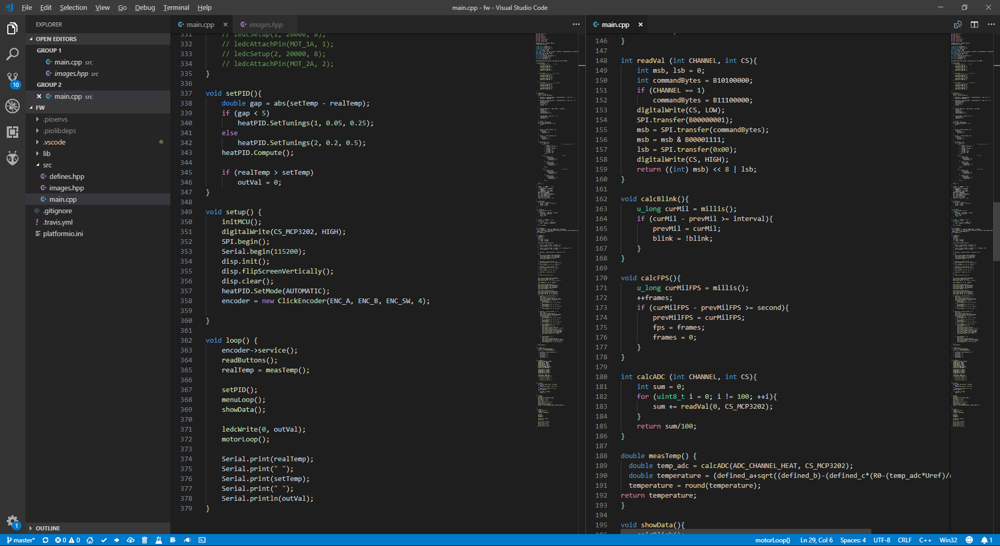 File Edit Selection View Go Debug Terminal Help
main.cpp - fw - Visual Studio Code
EXPLORER
OPEN EDITORS
GROUP 1
main.cpp src
images.hpp src
GROUP 2
main.cpp src
FW
.pioenvs
.piolibdeps
.vscode
lib
src
defines.hpp
images.hpp
main.cpp
.gitignore
.travis.yml
platformio.ini
OUTLINE
10
1
main.cpp images.hpp
331 // ledcSetup(1, 20000, 8);
332 // ledcAttachPin(MOT_1A, 1);
333 // ledcSetup(2, 20000, 8);
334 // ledcAttachPin(MOT_2A, 2);
335 }
336
337 void setPID(){
338 double gap = abs(setTemp - realTemp);
339 if (gap < 5)
340 heatPID.SetTunings(1, 0.05, 0.25);
341 else
342 heatPID.SetTunings(2, 0.2, 0.5);
343 heatPID.Compute();
344
345 if (realTemp > setTemp)
346 outVal = 0;
347 }
348
349 void setup() {
350 initMCU();
351 digitalWrite(CS_MCP3202, HIGH);
352 SPI.begin();
353 Serial.begin(115200);
354 disp.init();
355 disp.flipScreenVertically();
356 disp.clear();
357 heatPID.SetMode(AUTOMATIC);
358 encoder = new ClickEncoder(ENC_A, ENC_B, ENC_SW, 4);
359
360 }
361
362 void loop() {
363 encoder->service();
364 readButtons();
365 realTemp = measTemp();
366
367 setPID();
368 menuLoop();
369 showData();
370
371 ledcWrite(0, outVal);
372 motorLoop();
373
374 Serial.print(realTemp);
375 Serial.print(" ");
376 Serial.print(setTemp);
377 Serial.print(" ");
378 Serial.println(outVal);
379 }
main.cpp
146 }
147
148 int readVal (int CHANNEL, int CS){
149 int msb, lsb = 0;
150 int commandBytes = B10100000;
151 if (CHANNEL == 1)
152 commandBytes = B11100000;
153 digitalWrite(CS, LOW);
154 SPI.transfer(B00000001);
155 msb = SPI.transfer(commandBytes);
156 msb = msb & B00001111;
157 lsb = SPI.transfer(0x00);
158 digitalWrite(CS, HIGH);
159 return ((int) msb) << 8 | lsb;
160 }
161
162 void calcBlink(){
163 u_long curMil = millis();
164 if (curMil - prevMil >= interval){
165 prevMil = curMil;
166 blink = !blink;
167 }
168 }
169
170 void calcFPS(){
171 u_long curMilFPS = millis();
172 ++frames;
173 if (curMilFPS - prevMilFPS >= second){
174 prevMilFPS = curMilFPS;
175 fps = frames;
176 frames = 0;
177 }
178 }
179
180 int calcADC (int CHANNEL, int CS){
181 int sum = 0;
182 for (uint8_t i = 0; i != 100; ++i){
183 sum += readVal(0, CS_MCP3202);
184 }
185 return sum/100;
186 }
187
188 double measTemp() {
189 double temp_adc = calcADC(ADC_CHANNEL_HEAT, CS_MCP3202);
190 double temperature = (defined_a+sqrt((defined_b)-(defined_c*(R0-(temp_adc*Uref)/
191 temperature = round(temperature);
192 return temperature;
193 }
194
195 void showData(){
196 calcBlink();
master* 0 0
motorLoop() Ln 29, Col 6 Spaces: 4 UTF-8 CRLF C++ Win32 1